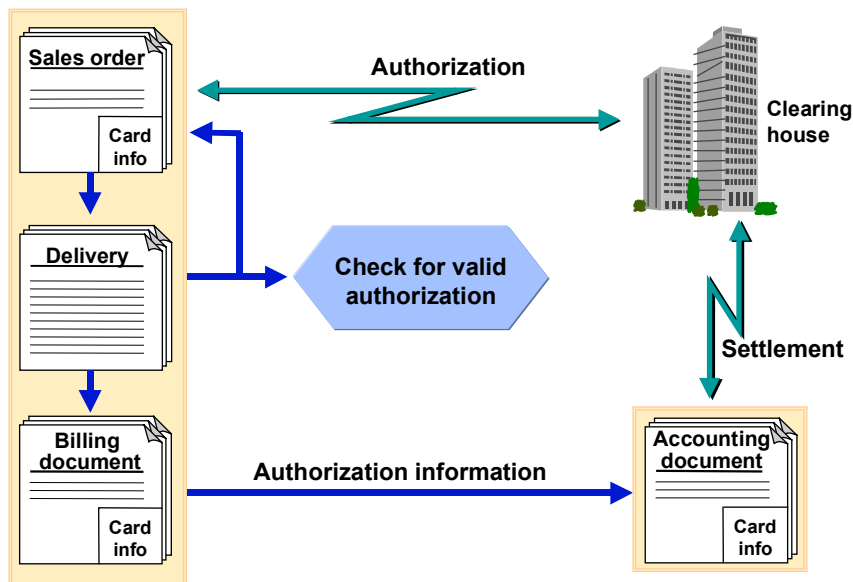 Sales order
Card
info
Authorization
Clearing
house
Delivery
Check for valid
authorization
Settlement
Billing
document
Card
info
Authorization information
Accounting
document
Card
info